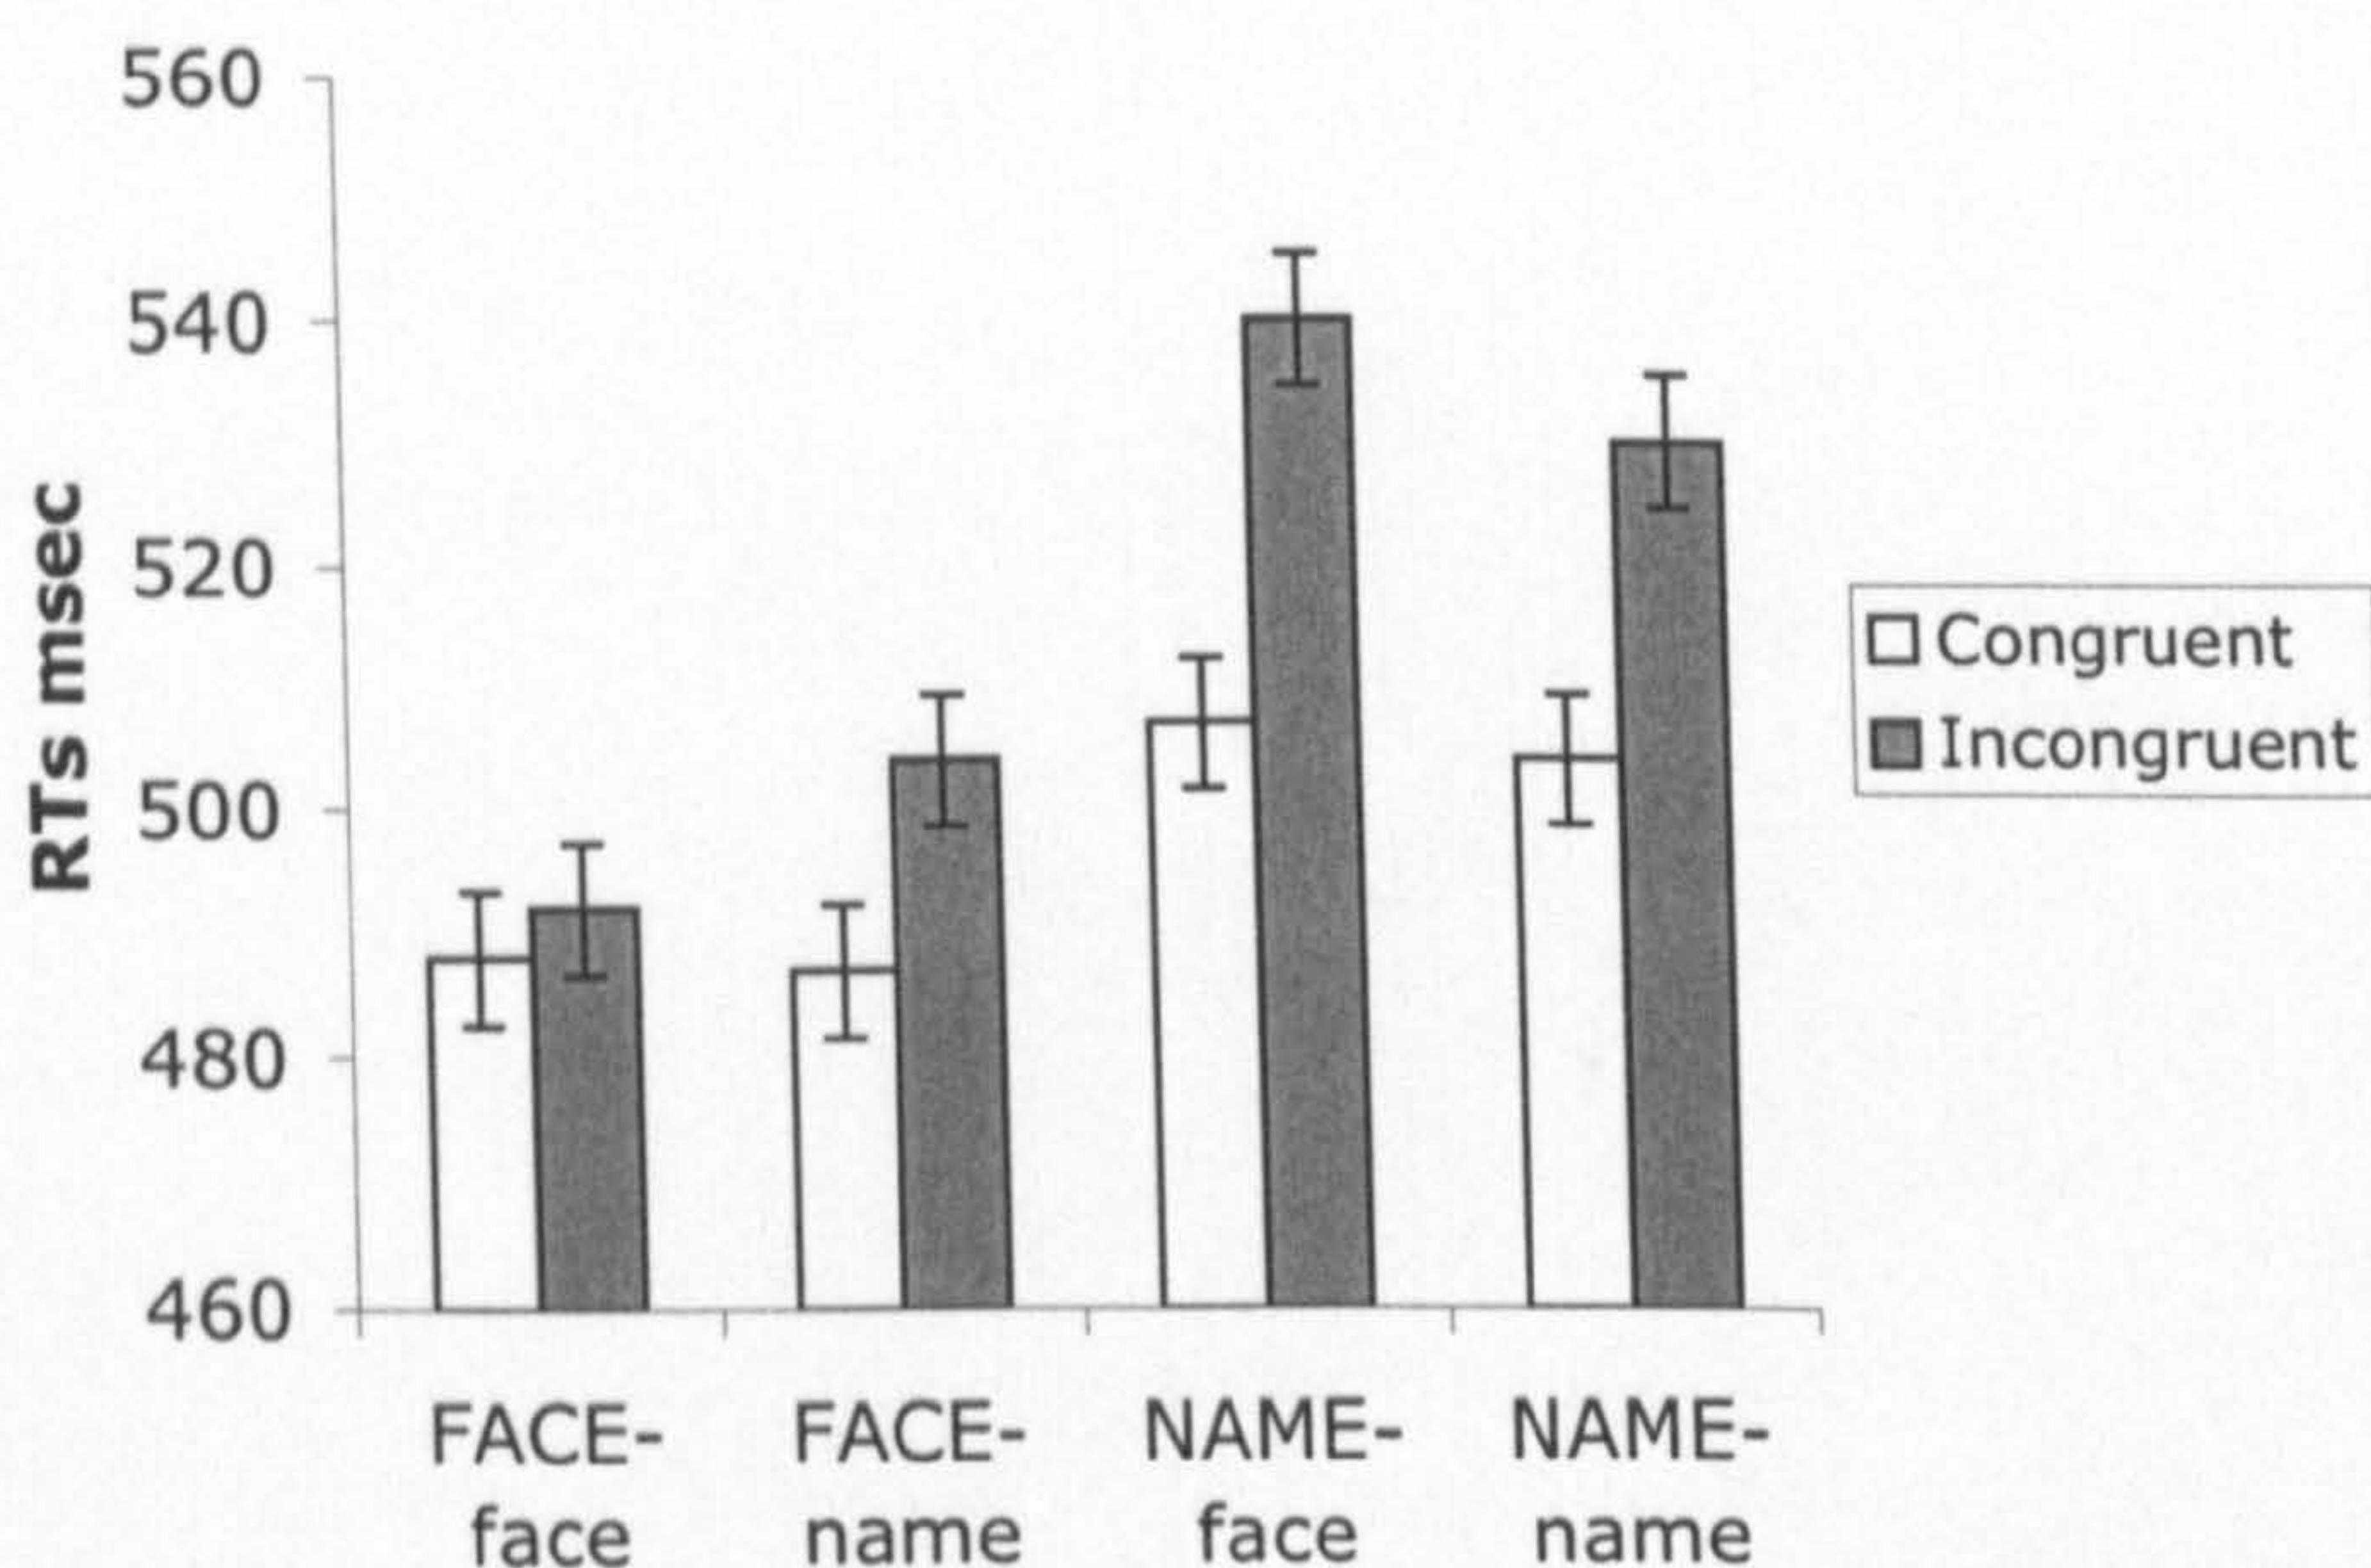 560
540
520
500
480
460
RTs msec
Congruent
Incongruent
FACE-
face
FACE-
name
NAME-
face
NAME-
name